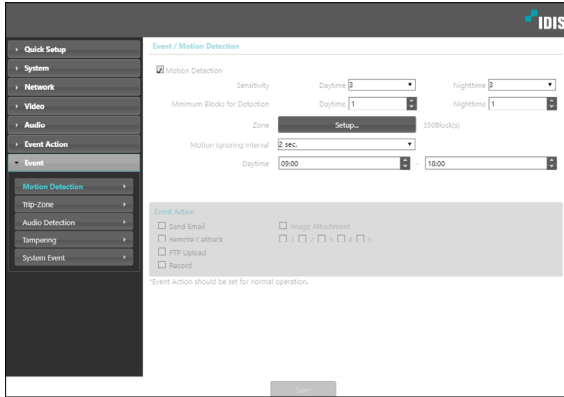 IDIS
Quick Setup
System
Network
Video
Audio
Event Action
Event
Motion Detection
Trip-Zone
Audio Detection
Tampering
System Event
Event / Motion Detection
Motion Detection
Sensitivity Daytime 3 Nighttime 3
Minimum Blocks for Detection Daytime 1 Nighttime 1
Zone Setup... 330Block(s)
Motion Ignoring Interval 2 sec.
Daytime 09:00 - 18:00
Event Action
Send Email Image Attachment
Remote Callback 1 2 3 4 5
FTP Upload
Record
*Event Action should be set for normal operation.
Save